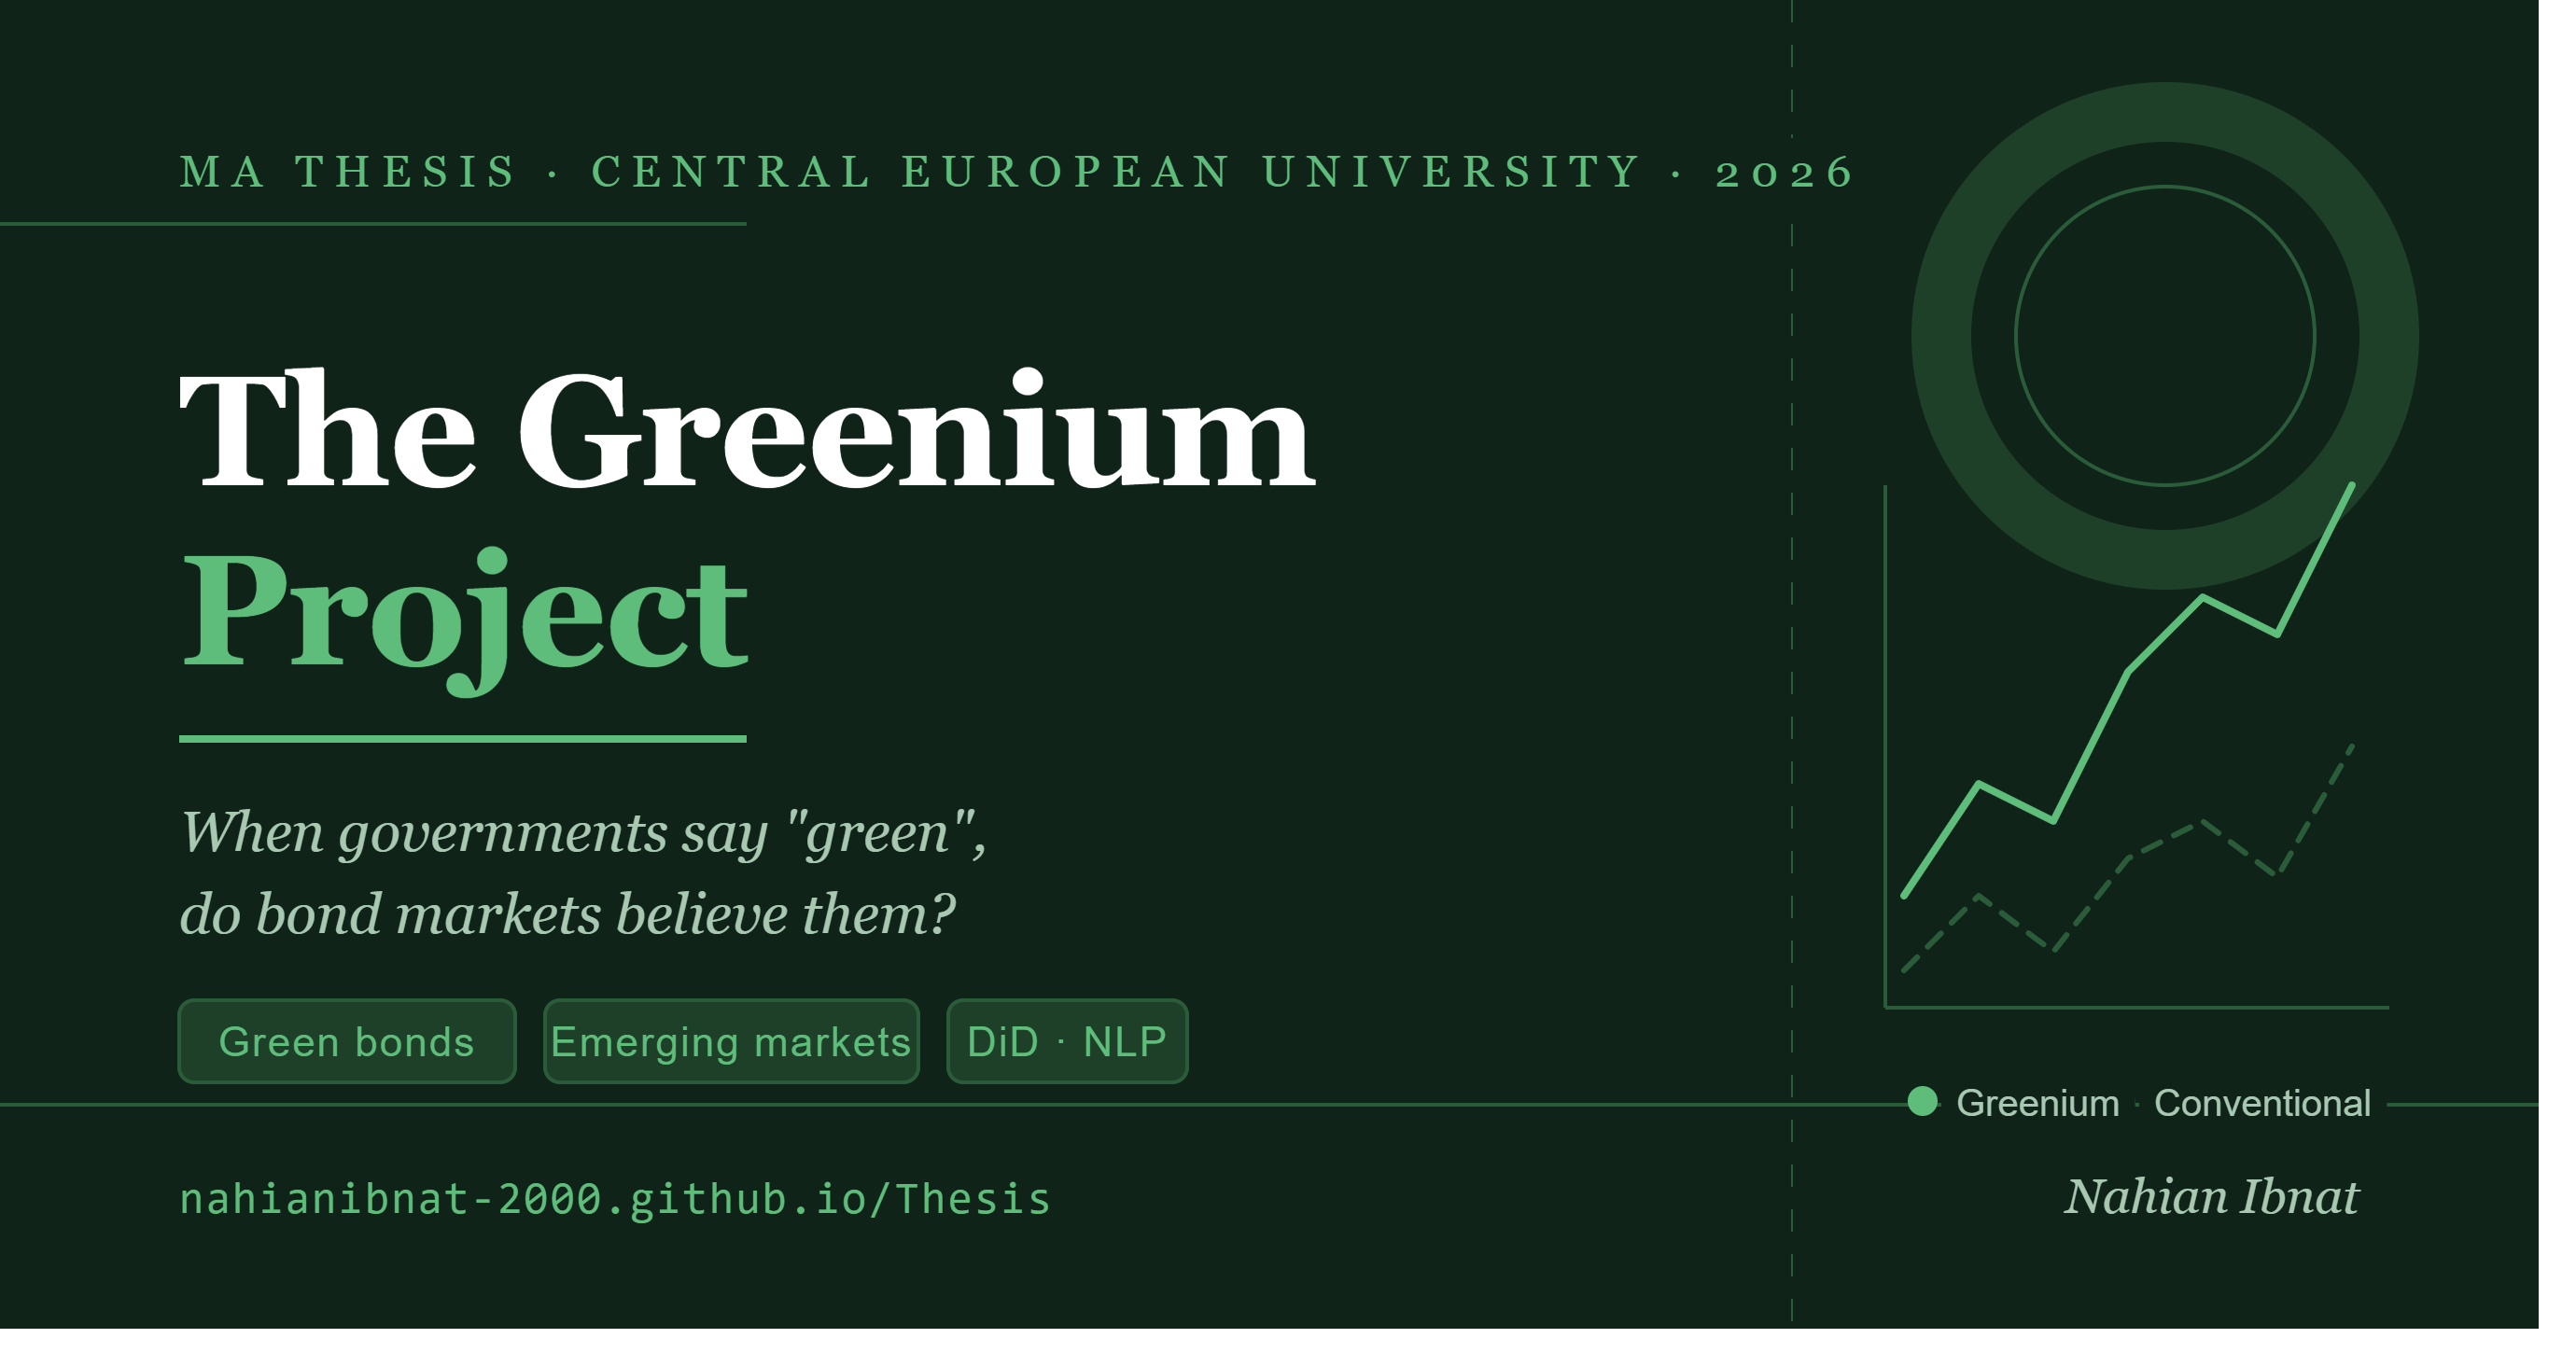 MA THESIS · CENTRAL EUROPEAN UNIVERSITY · 2026
The Greenium
Project
When governments say "green",
do bond markets believe them?
Green bonds
Emerging markets
DiD · NLP
Greenium · Conventional
nahianibnat-2000.github.io/Thesis
Nahian Ibnat